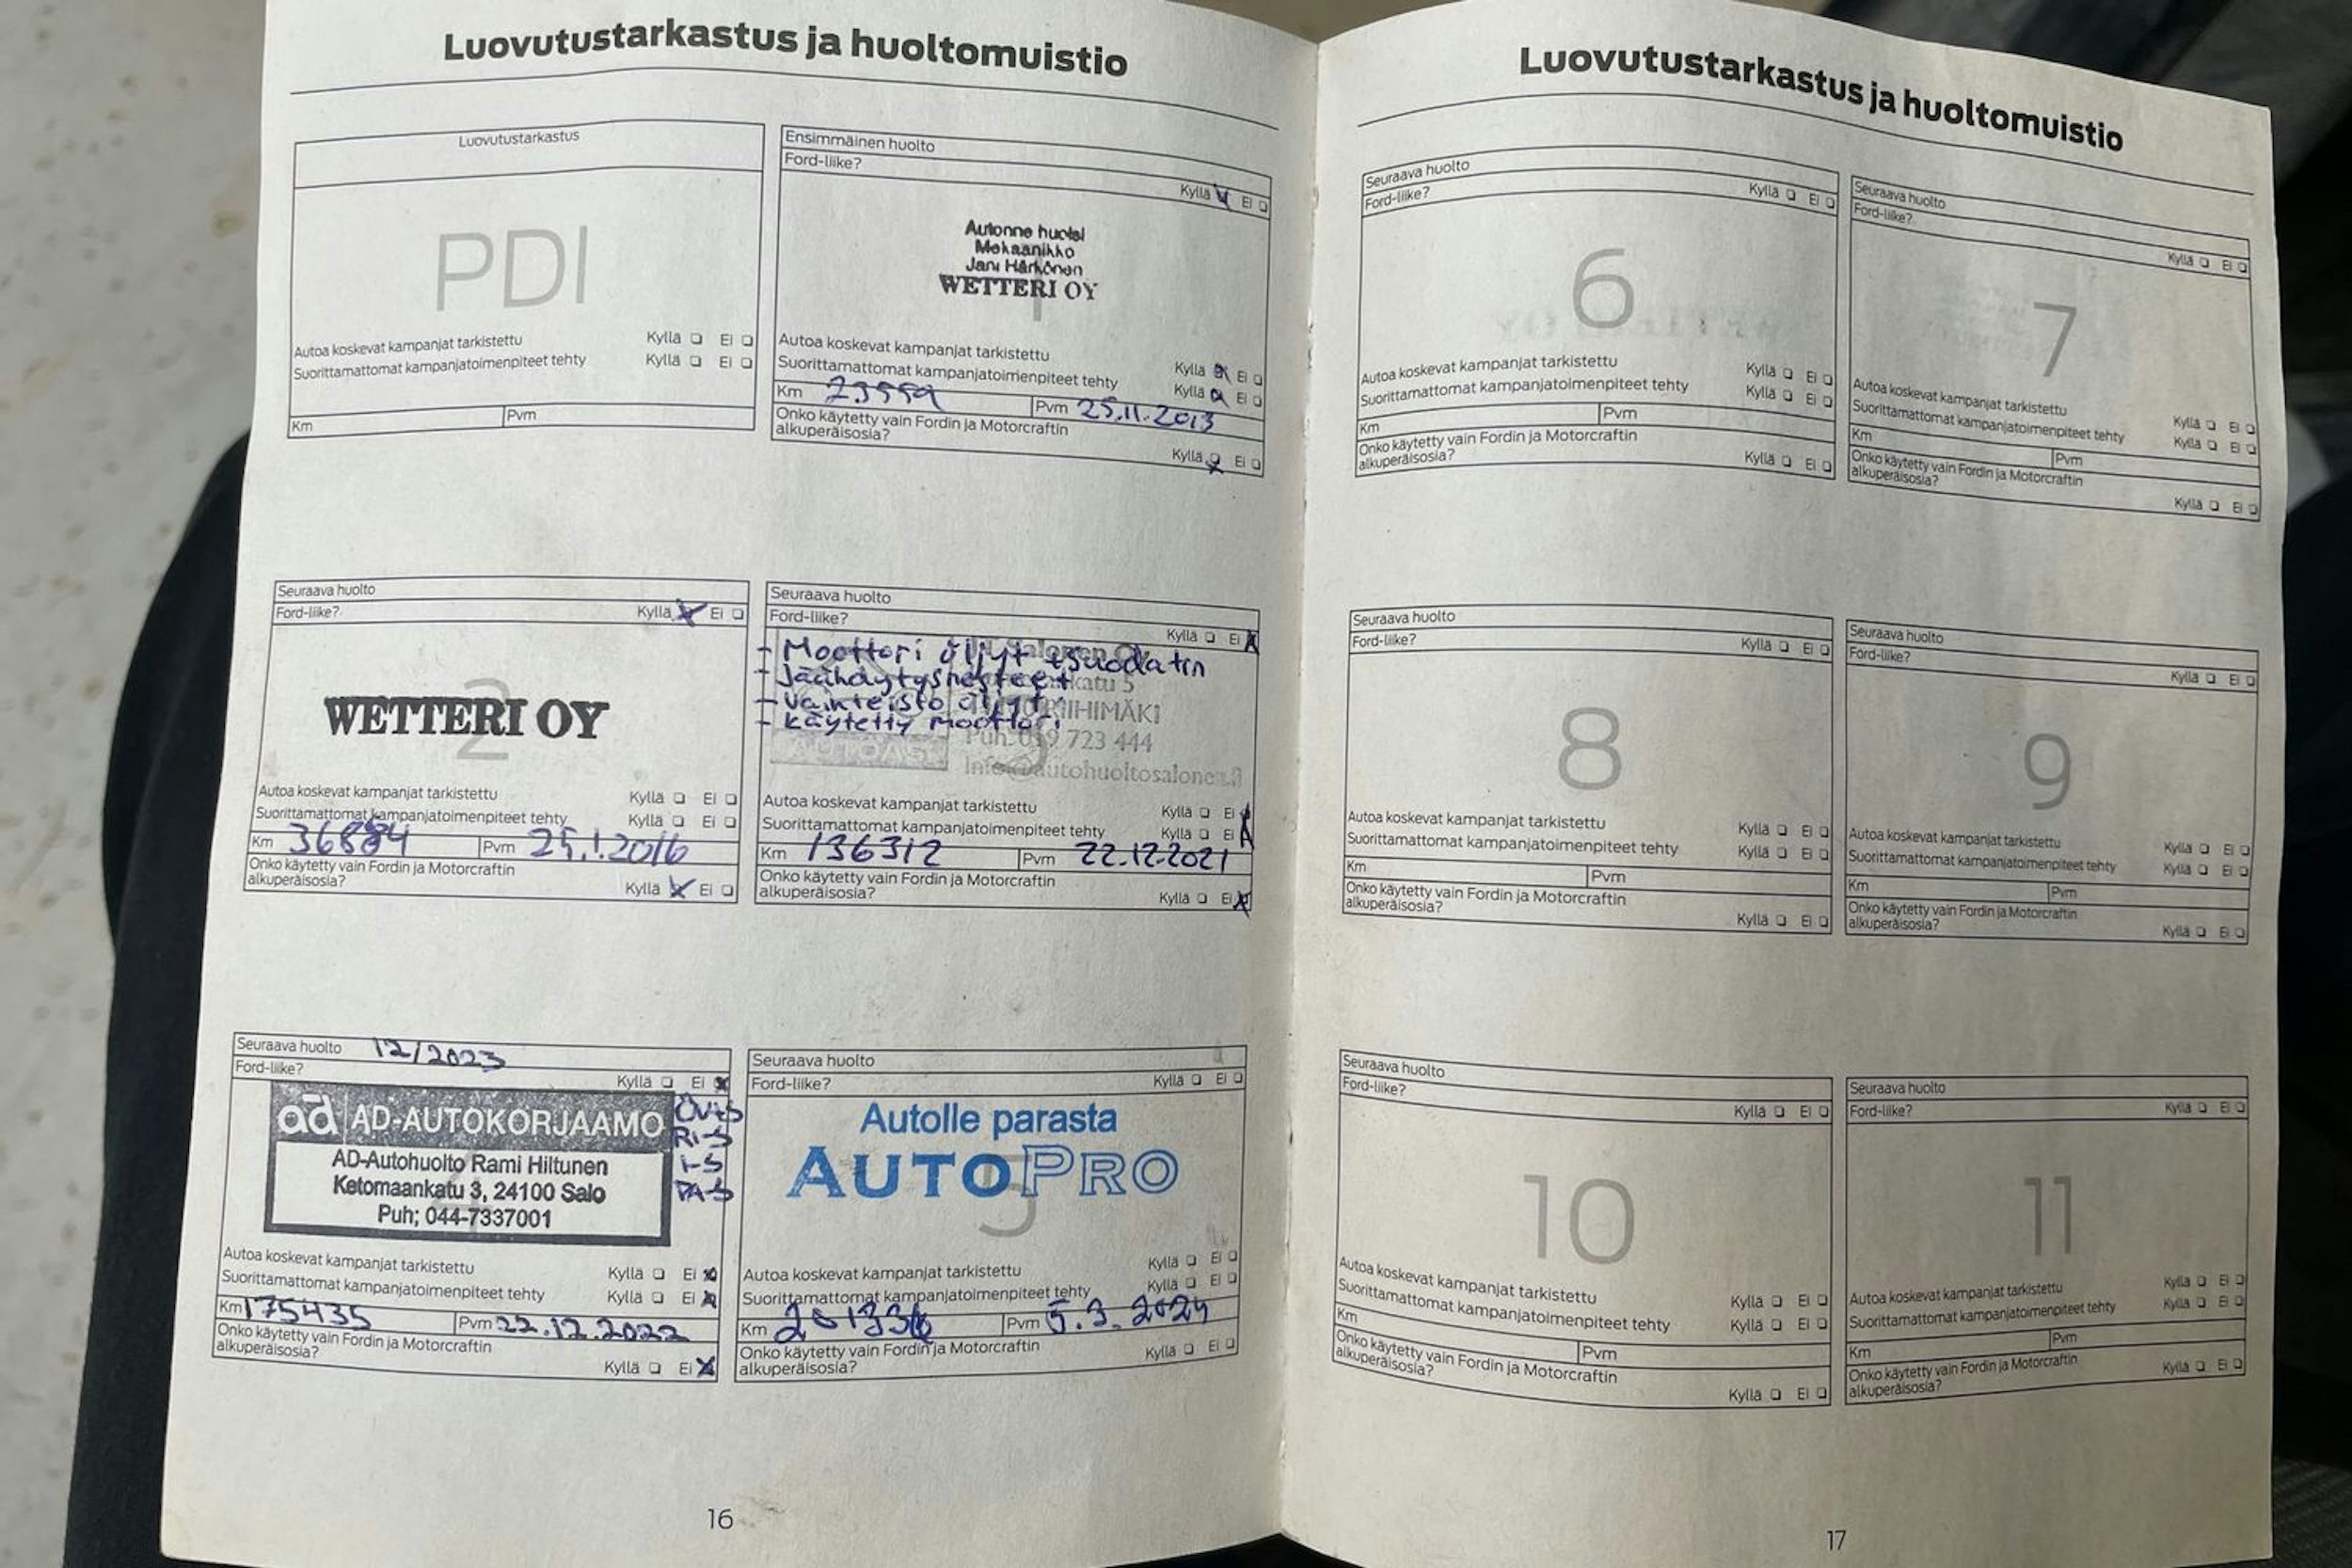 Luovutustarkastus ja huoltomuistio
Luovutustarkastus
PDI
Autoa koskevat kampanjat tarkistettu Kyllä Ei
Suorittamattomat kampanjatoimenpiteet tehty Kyllä Ei
Km Pvm
Ensimmäinen huolto
Ford-liike?
Kyllä Ei
Autonne huolsi
Mekaanikko
Jani Härkönen
WETTERI OY
1
Autoa koskevat kampanjat tarkistettu Kyllä Ei
Suorittamattomat kampanjatoimenpiteet tehty Kyllä Ei
Km Pvm 25.11.2013
Onko käytetty vain Fordin ja Motorcraftin
alkuperäisosia? Kyllä Ei
Seuraava huolto
Ford-liike? Kyllä Ei
WETTERI OY
2
Autoa koskevat kampanjat tarkistettu Kyllä Ei
Suorittamattomat kampanjatoimenpiteet tehty Kyllä Ei
Km 36884 Pvm 25.1.2016
Onko käytetty vain Fordin ja Motorcraftin
alkuperäisosia? Kyllä Ei
Seuraava huolto
Ford-liike? Kyllä Ei
- Moottori öljyt + suodatin
- Jäähdytysnesteet
- Vaihteisto öljyt
- Käytetty moottori
Salonen Oy
katu 5
RIIHIMÄKI
Puh. 019 723 444
info@autohuoltosalonen.fi
3
Autoa koskevat kampanjat tarkistettu Kyllä Ei
Suorittamattomat kampanjatoimenpiteet tehty Kyllä Ei
Km 136312 Pvm 22.12.2021
Onko käytetty vain Fordin ja Motorcraftin
alkuperäisosia? Kyllä Ei
Seuraava huolto 12/2023
Ford-liike? Kyllä Ei
ad AD-AUTOKORJAAMO
AD-Autohuolto Rami Hiltunen
Ketomaankatu 3, 24100 Salo
Puh; 044-7337001
RI-S
I-S
PA-S
Autoa koskevat kampanjat tarkistettu Kyllä Ei
Suorittamattomat kampanjatoimenpiteet tehty Kyllä Ei
Km 175435 Pvm 22.12.2022
Onko käytetty vain Fordin ja Motorcraftin
alkuperäisosia? Kyllä Ei
Seuraava huolto
Ford-liike? Kyllä Ei
Autolle parasta
AUTOPRO
5
Autoa koskevat kampanjat tarkistettu Kyllä Ei
Suorittamattomat kampanjatoimenpiteet tehty Kyllä Ei
Km Pvm 5.3.2024
Onko käytetty vain Fordin ja Motorcraftin
alkuperäisosia? Kyllä Ei
16
Luovutustarkastus ja huoltomuistio
Seuraava huolto
Ford-liike? Kyllä Ei
6
Autoa koskevat kampanjat tarkistettu Kyllä Ei
Suorittamattomat kampanjatoimenpiteet tehty Kyllä Ei
Km Pvm
Onko käytetty vain Fordin ja Motorcraftin
alkuperäisosia? Kyllä Ei
Seuraava huolto
Ford-liike?
Kyllä Ei
7
Autoa koskevat kampanjat tarkistettu Kyllä Ei
Suorittamattomat kampanjatoimenpiteet tehty Kyllä Ei
Km Pvm
Onko käytetty vain Fordin ja Motorcraftin
alkuperäisosia? Kyllä Ei
Seuraava huolto
Ford-liike? Kyllä Ei
8
Autoa koskevat kampanjat tarkistettu Kyllä Ei
Suorittamattomat kampanjatoimenpiteet tehty Kyllä Ei
Km Pvm
Onko käytetty vain Fordin ja Motorcraftin
alkuperäisosia? Kyllä Ei
Seuraava huolto
Ford-liike? Kyllä Ei
9
Autoa koskevat kampanjat tarkistettu Kyllä Ei
Suorittamattomat kampanjatoimenpiteet tehty Kyllä Ei
Km Pvm
Onko käytetty vain Fordin ja Motorcraftin
alkuperäisosia? Kyllä Ei
Seuraava huolto
Ford-liike? Kyllä Ei
10
Autoa koskevat kampanjat tarkistettu Kyllä Ei
Suorittamattomat kampanjatoimenpiteet tehty Kyllä Ei
Km Pvm
Onko käytetty vain Fordin ja Motorcraftin
alkuperäisosia? Kyllä Ei
Seuraava huolto
Ford-liike? Kyllä Ei
11
Autoa koskevat kampanjat tarkistettu Kyllä Ei
Suorittamattomat kampanjatoimenpiteet tehty Kyllä Ei
Km Pvm
Onko käytetty vain Fordin ja Motorcraftin
alkuperäisosia? Kyllä Ei
17